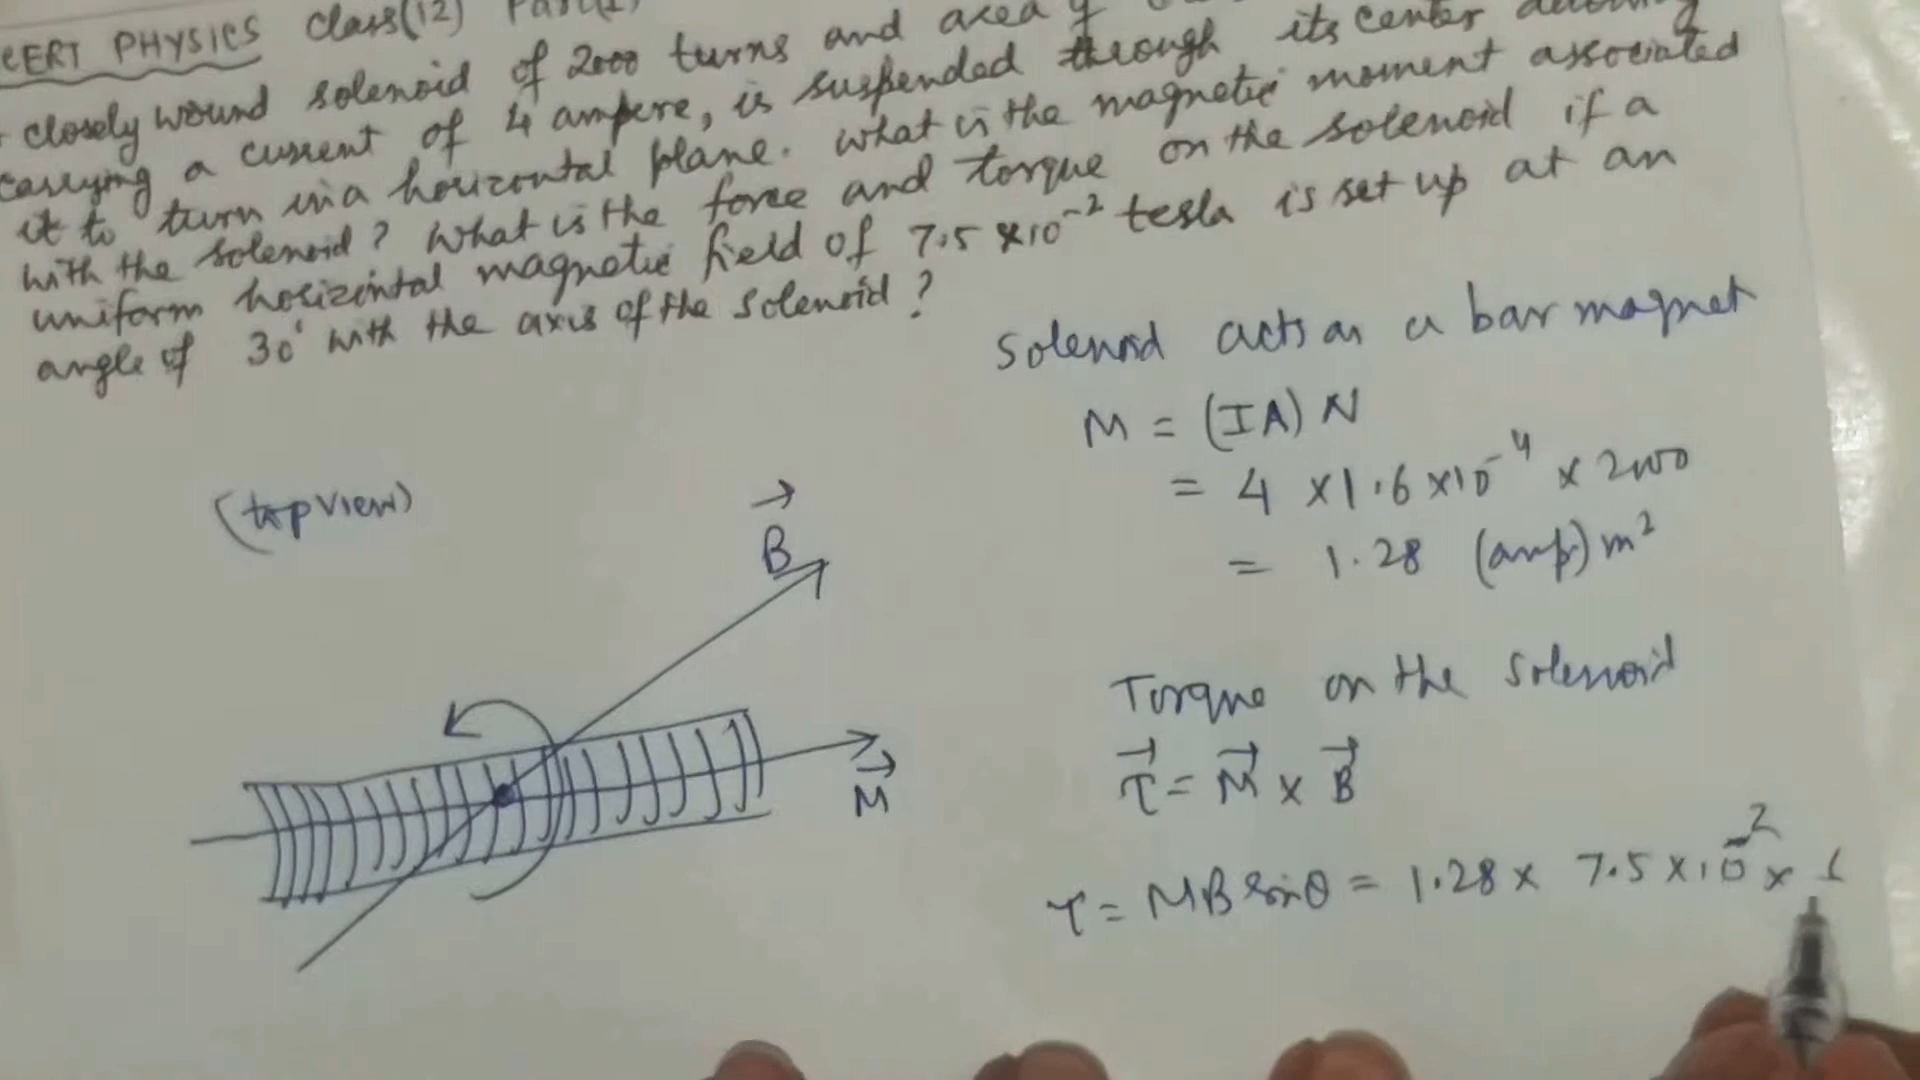 CERT PHYSICS Class(12)
closely wound solenoid of 2000 turns and area of
carrying a current of 4 ampere, is suspended through its center allowing
it to turn in a horizontal plane. What is the magnetic moment associated
with the solenoid? What is the force and torque on the solenoid if a
uniform horizontal magnetic field of 7.5 × 10⁻² tesla is set up at an
angle of 30° with the axis of the solenoid?
Solenoid acts as a bar magnet
M = (IA) N
= 4 × 1.6 × 10⁻⁴ × 2000
= 1.28 (amp) m²
(top view)
B⃗
M⃗
Torque on the solenoid
τ⃗ = M⃗ × B⃗
τ = MB sinθ = 1.28 × 7.5 × 10⁻² ×